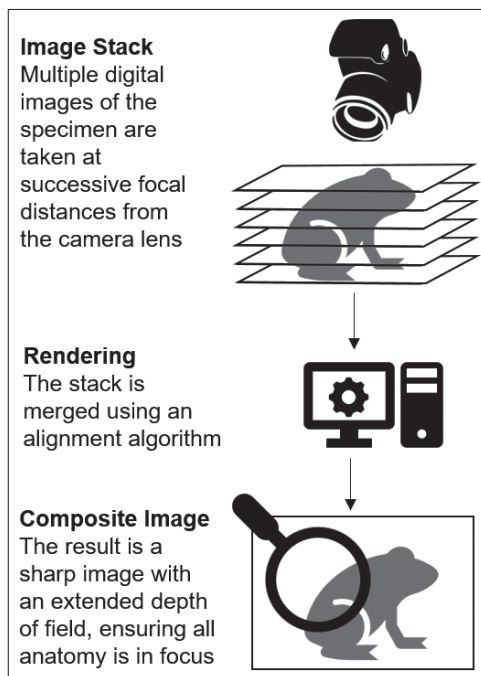 Image Stack
Multiple digital
images of the
specimen are
taken at
successive focal
distances from
the camera lens
Rendering
The stack is
merged using an
alignment algorithm
Composite Image
The result is a
sharp image with
an extended depth
of field, ensuring all
anatomy is in focus